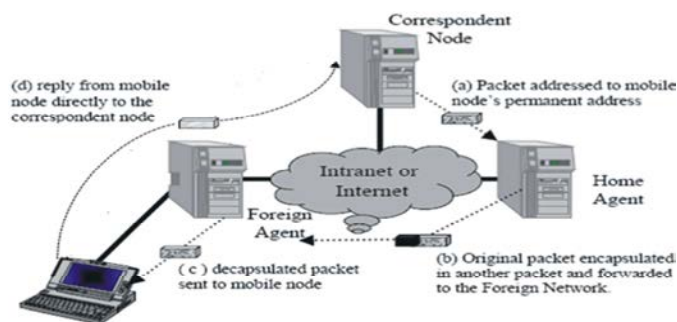 Correspondent
Node
(d) reply from mobile
node directly to the
correspondent node
(a) Packet addressed to mobile
node's permanent address
Intranet or
Internet
Home
Agent
Foreign
Agent
(b) Original packet encapsulated
in another packet and forwarded
to the Foreign Network.
( c ) decapsulated packet
sent to mobile node